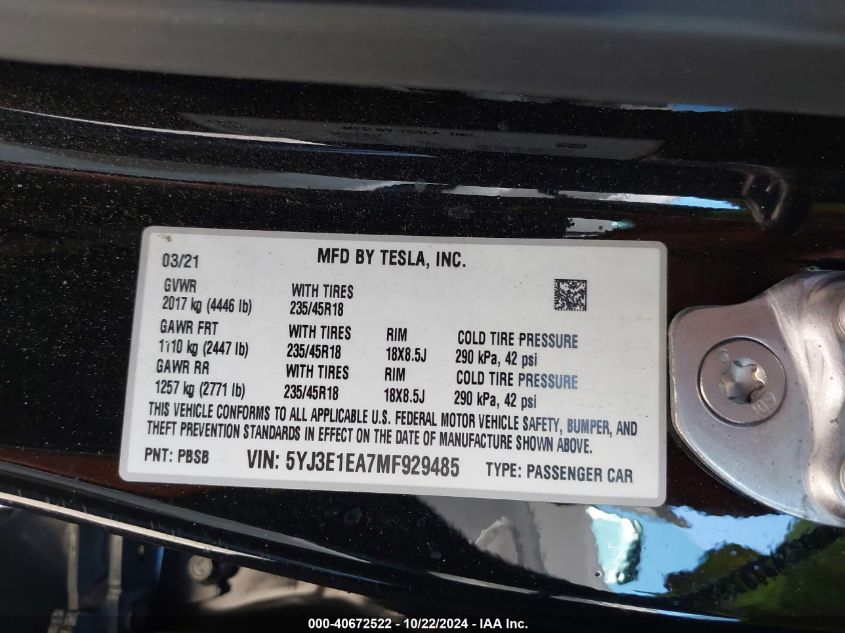 MFD BY TESLA, INC.
03/21 MFD BY TESLA, INC.
GVWR WITH TIRES
2017 kg (4446 lb) 235/45R18
GAWR FRT WITH TIRES RIM COLD TIRE PRESSURE
1110 kg (2447 lb) 235/45R18 18X8.5J 290 kPa, 42 psi
GAWR RR WITH TIRES RIM COLD TIRE PRESSURE
1257 kg (2771 lb) 235/45R18 18X8.5J 290 kPa, 42 psi
THIS VEHICLE CONFORMS TO ALL APPLICABLE U.S. FEDERAL MOTOR VEHICLE SAFETY, BUMPER, AND
THEFT PREVENTION STANDARDS IN EFFECT ON THE DATE OF MANUFACTURE SHOWN ABOVE.
PNT: PBSB VIN: 5YJ3E1EA7MF929485 TYPE: PASSENGER CAR
000-40672522 - 10/22/2024 - IAA Inc.